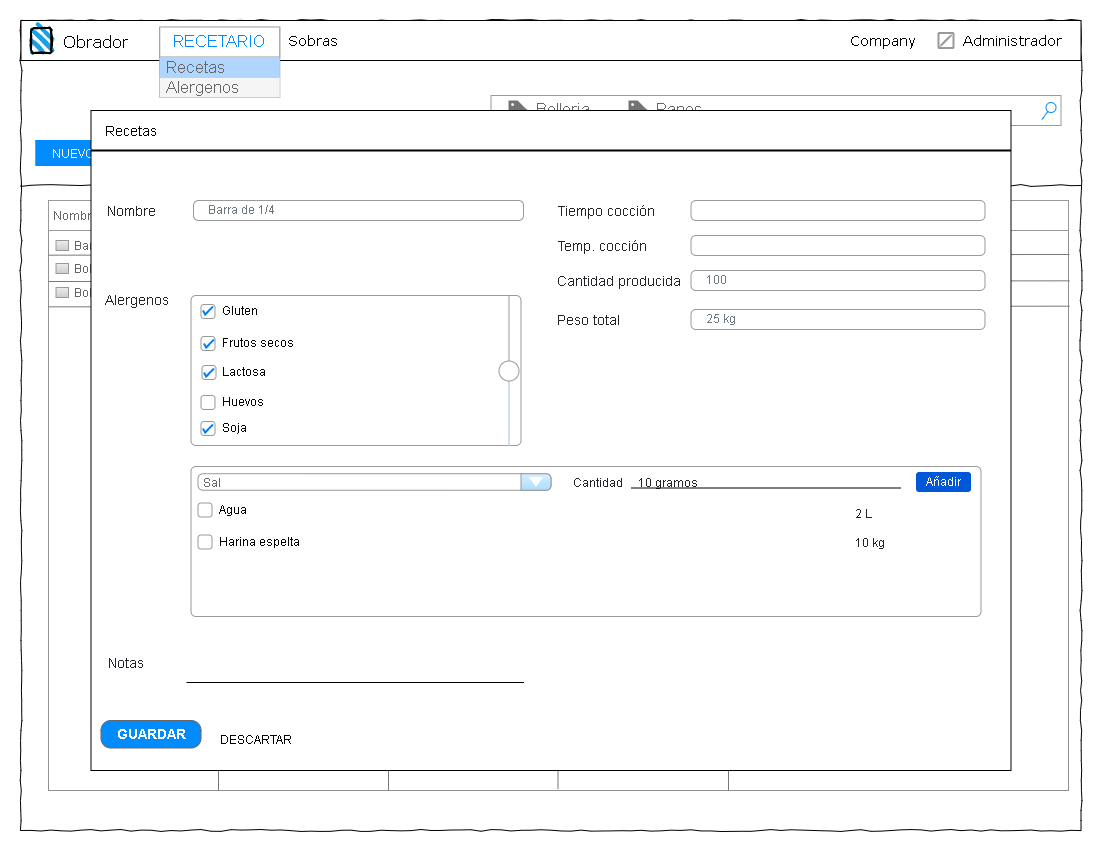 Obrador RECETARIO Sobras Company Administrador
Recetas
Alergenos
Bolleria Panes
Recetas
NUEVO
Nombre Barra de 1/4 Tiempo cocción
Nombr
Temp. cocción
Ba
Bol
Cantidad producida 100
Bol
Alergenos
Gluten
Peso total 25 kg
Frutos secos
Lactosa
Huevos
Soja
Sal Cantidad 10 gramos Añadir
Agua 2 L
Harina espelta 10 kg
Notas
GUARDAR DESCARTAR